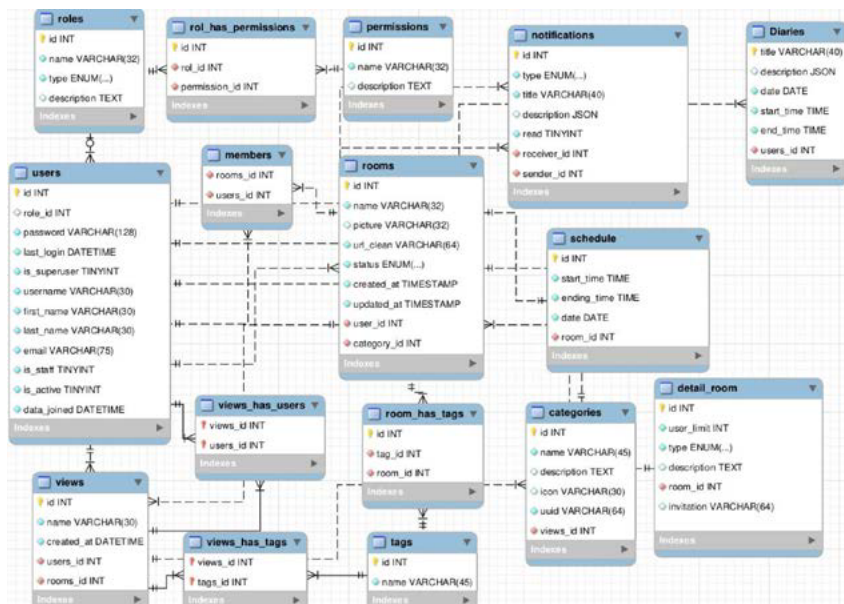 roles
id INT
name VARCHAR(32)
type ENUM(...)
description TEXT
Indexes
rol_has_permissions
id INT
rol_id INT
permission_id INT
Indexes
permissions
id INT
name VARCHAR(32)
description TEXT
Indexes
notifications
id INT
type ENUM(...)
title VARCHAR(40)
description JSON
read TINYINT
receiver_id INT
sender_id INT
Indexes
Diaries
title VARCHAR(40)
description JSON
date DATE
start_time TIME
end_time TIME
users_id INT
Indexes
users
id INT
role_id INT
password VARCHAR(128)
last_login DATETIME
is_superuser TINYINT
username VARCHAR(30)
first_name VARCHAR(30)
last_name VARCHAR(30)
email VARCHAR(75)
is_staff TINYINT
is_active TINYINT
data_joined DATETIME
Indexes
members
rooms_id INT
users_id INT
Indexes
rooms
id INT
name VARCHAR(32)
picture VARCHAR(32)
url_clean VARCHAR(64)
status ENUM(...)
created_at TIMESTAMP
updated_at TIMESTAMP
user_id INT
category_id INT
Indexes
schedule
id INT
start_time TIME
ending_time TIME
date DATE
room_id INT
Indexes
views_has_users
views_id INT
users_id INT
Indexes
room_has_tags
id INT
tag_id INT
room_id INT
Indexes
categories
id INT
name VARCHAR(45)
description TEXT
icon VARCHAR(30)
uuid VARCHAR(64)
views_id INT
Indexes
detail_room
id INT
user_limit INT
type ENUM(...)
description TEXT
room_id INT
invitation VARCHAR(64)
Indexes
views
id INT
name VARCHAR(30)
created_at DATETIME
users_id INT
rooms_id INT
Indexes
views_has_tags
views_id INT
tags_id INT
Indexes
tags
id INT
name VARCHAR(45)
Indexes